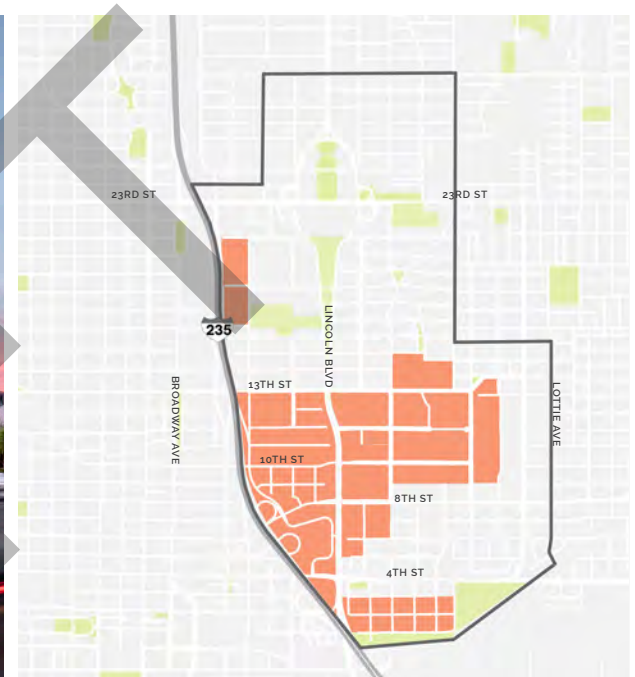 23RD ST
23RD ST
235
LINCOLN BLVD
BROADWAY AVE
13TH ST
LOTTIE AVE
10TH ST
8TH ST
4TH ST